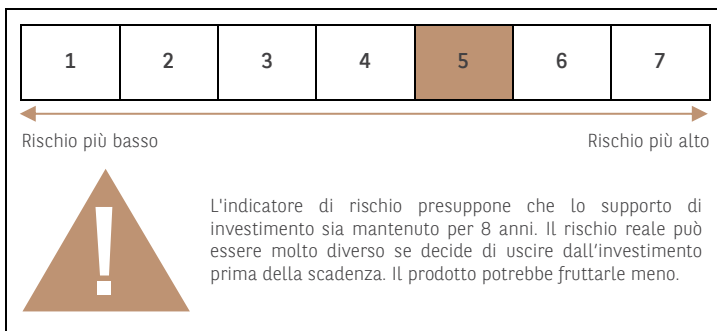 1 2 3 4 5 6 7
Rischio più basso Rischio più alto
!
L'indicatore di rischio presuppone che lo supporto di
investimento sia mantenuto per 8 anni. Il rischio reale può
essere molto diverso se decide di uscire dall’investimento
prima della scadenza. Il prodotto potrebbe fruttarle meno.